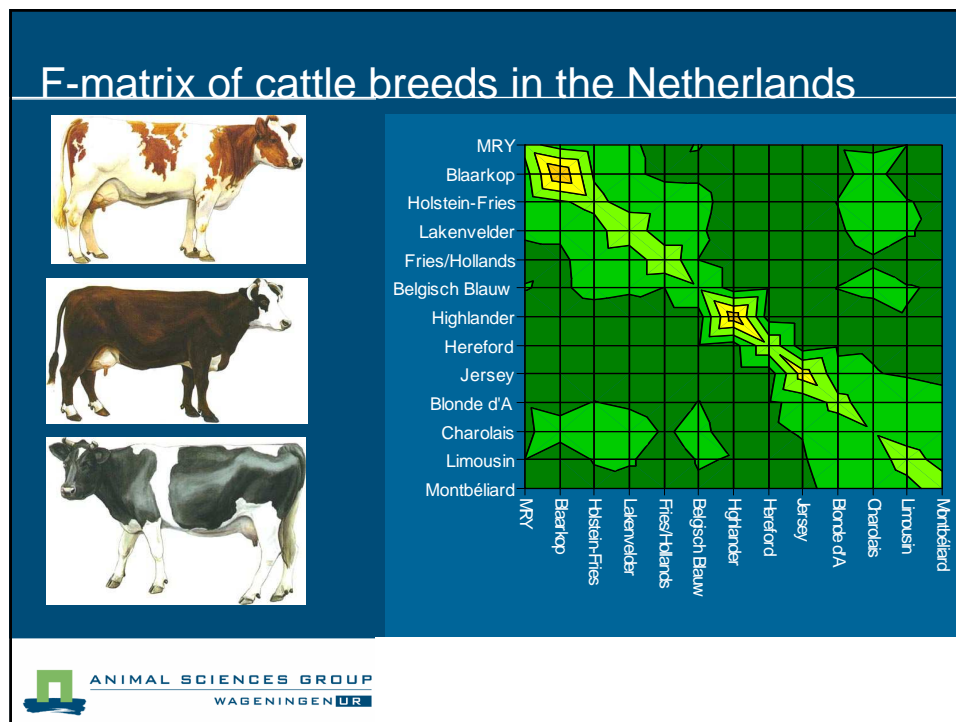 F-matrix of cattle breeds in the Netherlands
MRY
Blaarkop
Holstein-Fries
Lakenvelder
Fries/Hollands
Belgisch Blauw
Highlander
Hereford
Jersey
Blonde d'A
Charolais
Limousin
Montbéliard
MRY
Blaarkop
Holstein-Fries
Lakenvelder
Fries/Hollands
Belgisch Blauw
Highlander
Hereford
Jersey
Blonde d'A
Charolais
Limousin
Montbéliard
ANIMAL SCIENCES GROUP
WAGENINGEN UR